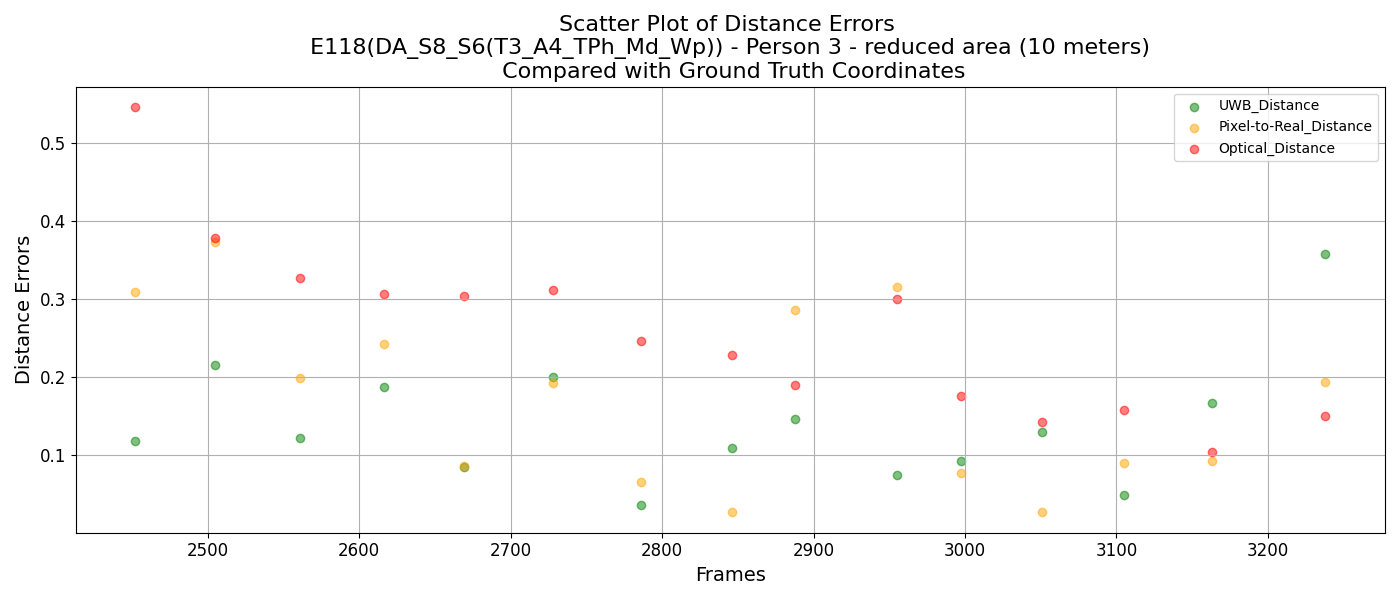 Scatter Plot of Distance Errors
E118(DA_S8_S6(T3_A4_TPh_Md_Wp)) - Person 3 - reduced area (10 meters)
Compared with Ground Truth Coordinates
UWB_Distance
Pixel-to-Real_Distance
Optical_Distance
Distance Errors
0.5
0.4
0.3
0.2
0.1
2500 2600 2700 2800 2900 3000 3100 3200
Frames